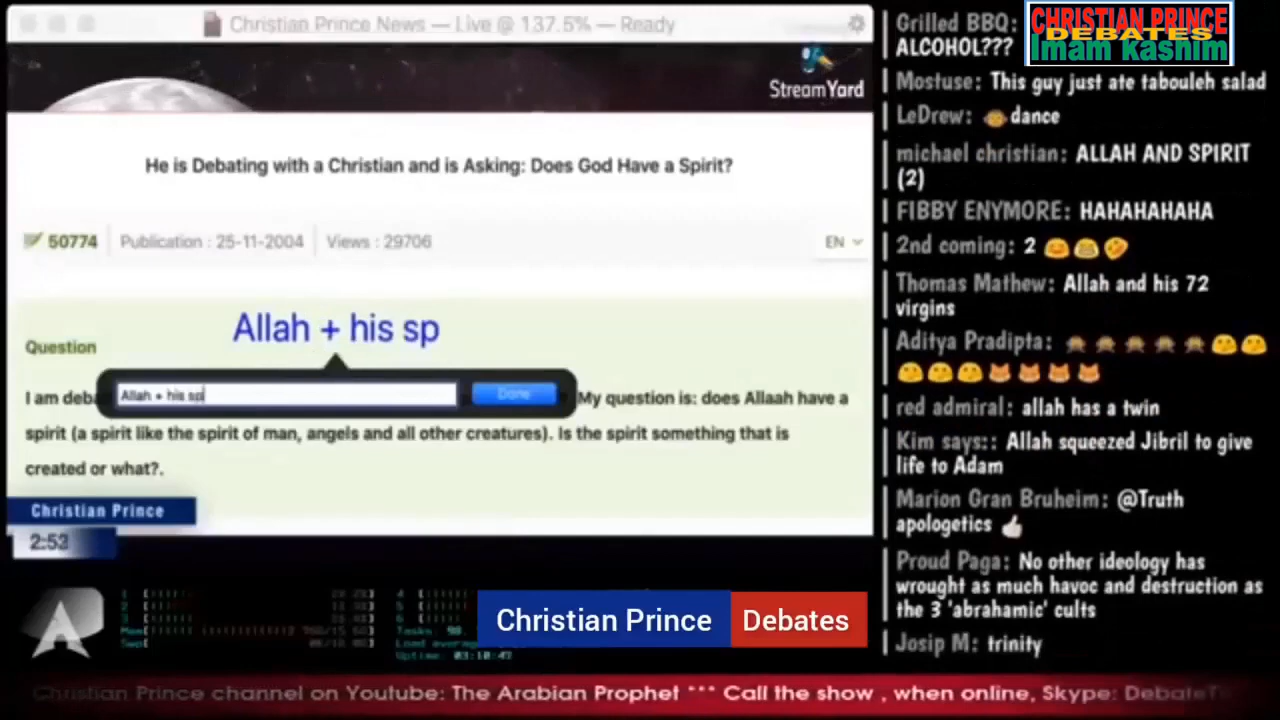 Christian Prince News — Live @ 137.5% — Ready
StreamYard
He is Debating with a Christian and is Asking: Does God Have a Spirit?
50774 Publication : 25-11-2004 Views : 29706 EN
Allah + his sp
Question
I am deba
Allah + his sp
Done
My question is: does Allaah have a
spirit (a spirit like the spirit of man, angels and all other creatures). Is the spirit something that is
created or what?.
Christian Prince
2:53
Christian Prince Debates
CHRISTIAN PRINCE
DEBATES
Imam kashim
Grilled BBQ:
ALCOHOL???
Mostuse: This guy just ate tabouleh salad
LeDrew: dance
michael christian: ALLAH AND SPIRIT
(2)
FIBBY ENYMORE: HAHAHAHAHA
2nd coming: 2
Thomas Mathew: Allah and his 72
virgins
Aditya Pradipta:
red admiral: allah has a twin
Kim says:: Allah squeezed Jibril to give
life to Adam
Marion Gran Bruheim: @Truth
apologetics
Proud Paga: No other ideology has
wrought as much havoc and destruction as
the 3 'abrahamic' cults
Josip M: trinity
Christian Prince channel on Youtube: The Arabian Prophet *** Call the show , when online, Skype: